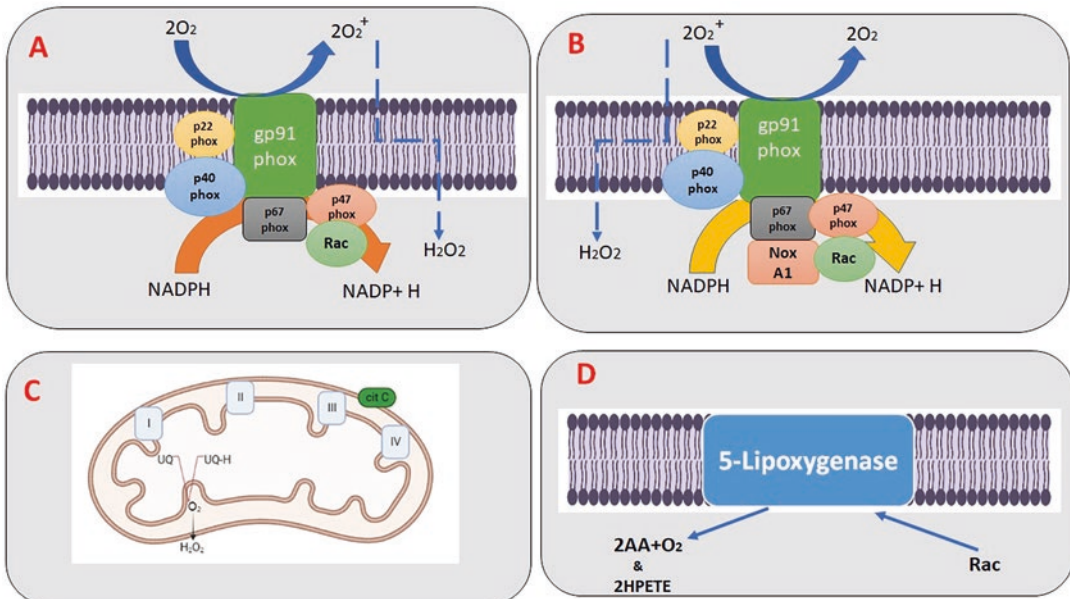 A
2O₂
2O₂⁺
p22
phox
gp91
phox
p40
phox
p67
phox
p47
phox
Rac
H₂O₂
NADPH
NADP+ H
B
2O₂⁺
2O₂
p22
phox
gp91
phox
p40
phox
p67
phox
p47
phox
Nox
A1
Rac
H₂O₂
NADPH
NADP+ H
C
I
II
III
cit C
IV
UQ
UQ-H
O₂
H₂O₂
D
5-Lipoxygenase
2AA+O₂
&
2HPETE
Rac